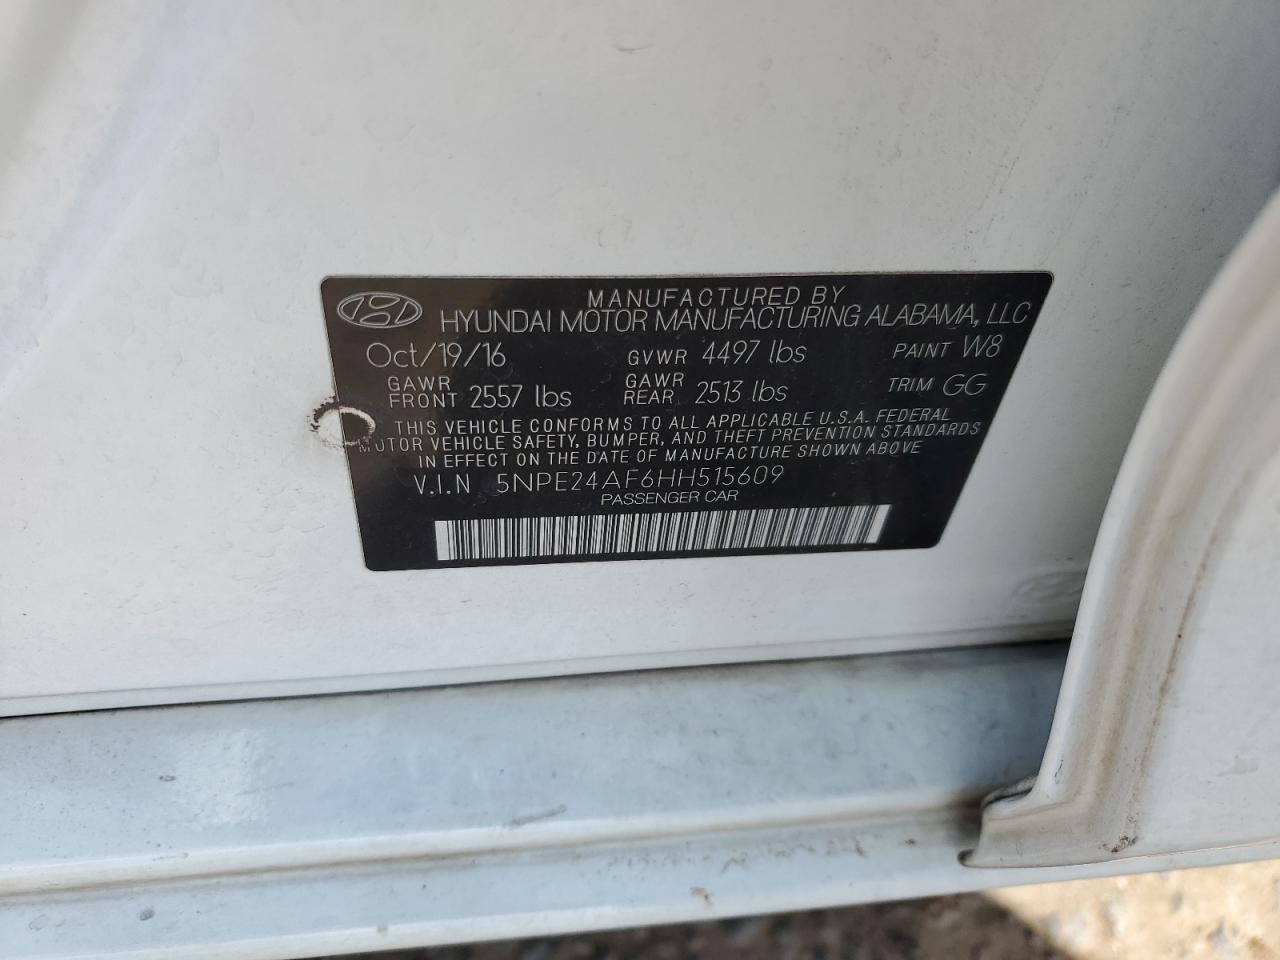 MANUFACTURED BY
HYUNDAI MOTOR MANUFACTURING ALABAMA, LLC
Oct/19/16 GVWR 4497 lbs PAINT W8
GAWR FRONT 2557 lbs GAWR REAR 2513 lbs TRIM GG
THIS VEHICLE CONFORMS TO ALL APPLICABLE U.S.A. FEDERAL
MOTOR VEHICLE SAFETY, BUMPER, AND THEFT PREVENTION STANDARDS
IN EFFECT ON THE DATE OF MANUFACTURE SHOWN ABOVE
V.I.N 5NPE24AF6HH515609
PASSENGER CAR